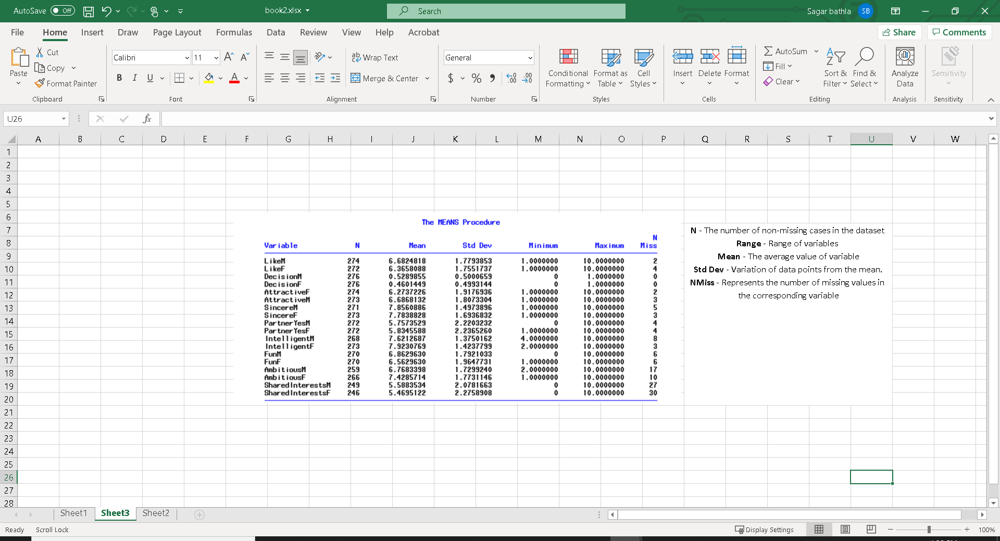 AutoSave Off book2.xlsx Search Sagar bathla SB
File Home Insert Draw Page Layout Formulas Data Review View Help Acrobat Share Comments
Paste Cut Copy Format Painter Clipboard
Calibri 11 A A B I U A Font
ab Wrap Text Merge & Center Alignment
General $ % 9 .00 .00 Number
Conditional Formatting Format as Table Cell Styles Styles
Insert Delete Format Cells
AutoSum Fill Clear Sort & Filter Find & Select Editing
Analyze Data Analysis
Sensitivity Sensitivity
U26 fx
A B C D E F G H I J K L M N O P Q R S T U V W
1
2
3
4
5
6
7
8
9
10
11
12
13
14
15
16
17
18
19
20
21
22
23
24
25
26
27
28
The MEANS Procedure
Variable N Mean Std Dev Minimum Maximum N Miss
LikeM 274 6.6824818 1.7793853 1.0000000 10.0000000 2
LikeF 272 6.3658088 1.7551737 1.0000000 10.0000000 4
DecisionM 276 0.5289855 0.5000659 0 1.0000000 0
DecisionF 276 0.4601449 0.4993144 0 1.0000000 0
AttractiveF 274 6.2737226 1.9176936 1.0000000 10.0000000 2
AttractiveM 273 6.6868132 1.8073304 1.0000000 10.0000000 3
SincereM 271 7.8560886 1.4973896 1.0000000 10.0000000 5
SincereF 273 7.7838828 1.6936832 1.0000000 10.0000000 3
PartnerYesM 272 5.7573529 2.2203232 0 10.0000000 4
PartnerYesF 272 5.8345588 2.2365260 1.0000000 10.0000000 4
IntelligentM 268 7.6212687 1.3750162 4.0000000 10.0000000 8
IntelligentF 273 7.9230769 1.4237799 2.0000000 10.0000000 3
FunM 270 6.8629630 1.7921033 0 10.0000000 6
FunF 270 6.5629630 1.9647731 1.0000000 10.0000000 6
AmbitiousM 259 6.7683398 1.7299240 2.0000000 10.0000000 17
AmbitiousF 266 7.4285714 1.7731146 1.0000000 10.0000000 10
SharedInterestsM 249 5.5883534 2.0781663 0 10.0000000 27
SharedInterestsF 246 5.4695122 2.2758908 0 10.0000000 30
N - The number of non-missing cases in the dataset
Range - Range of variables
Mean - The average value of variable
Std Dev - Variation of data points from the mean.
NMiss - Represents the number of missing values in
the corresponding variable
Sheet1 Sheet3 Sheet2
Ready Scroll Lock Display Settings 100%